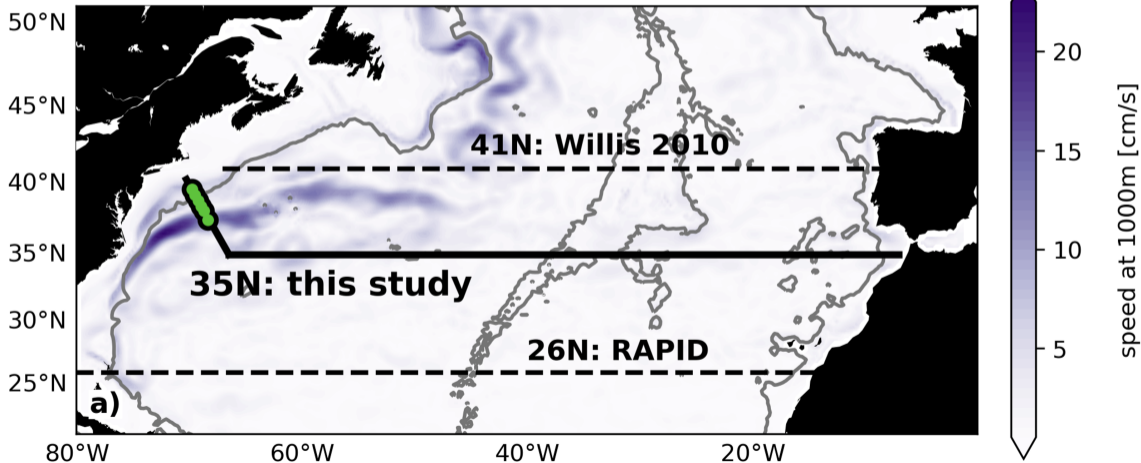 50°N
45°N
40°N
35°N
30°N
25°N
41N: Willis 2010
35N: this study
26N: RAPID
a)
80°W
60°W
40°W
20°W
20
15
10
5
speed at 1000m [cm/s]